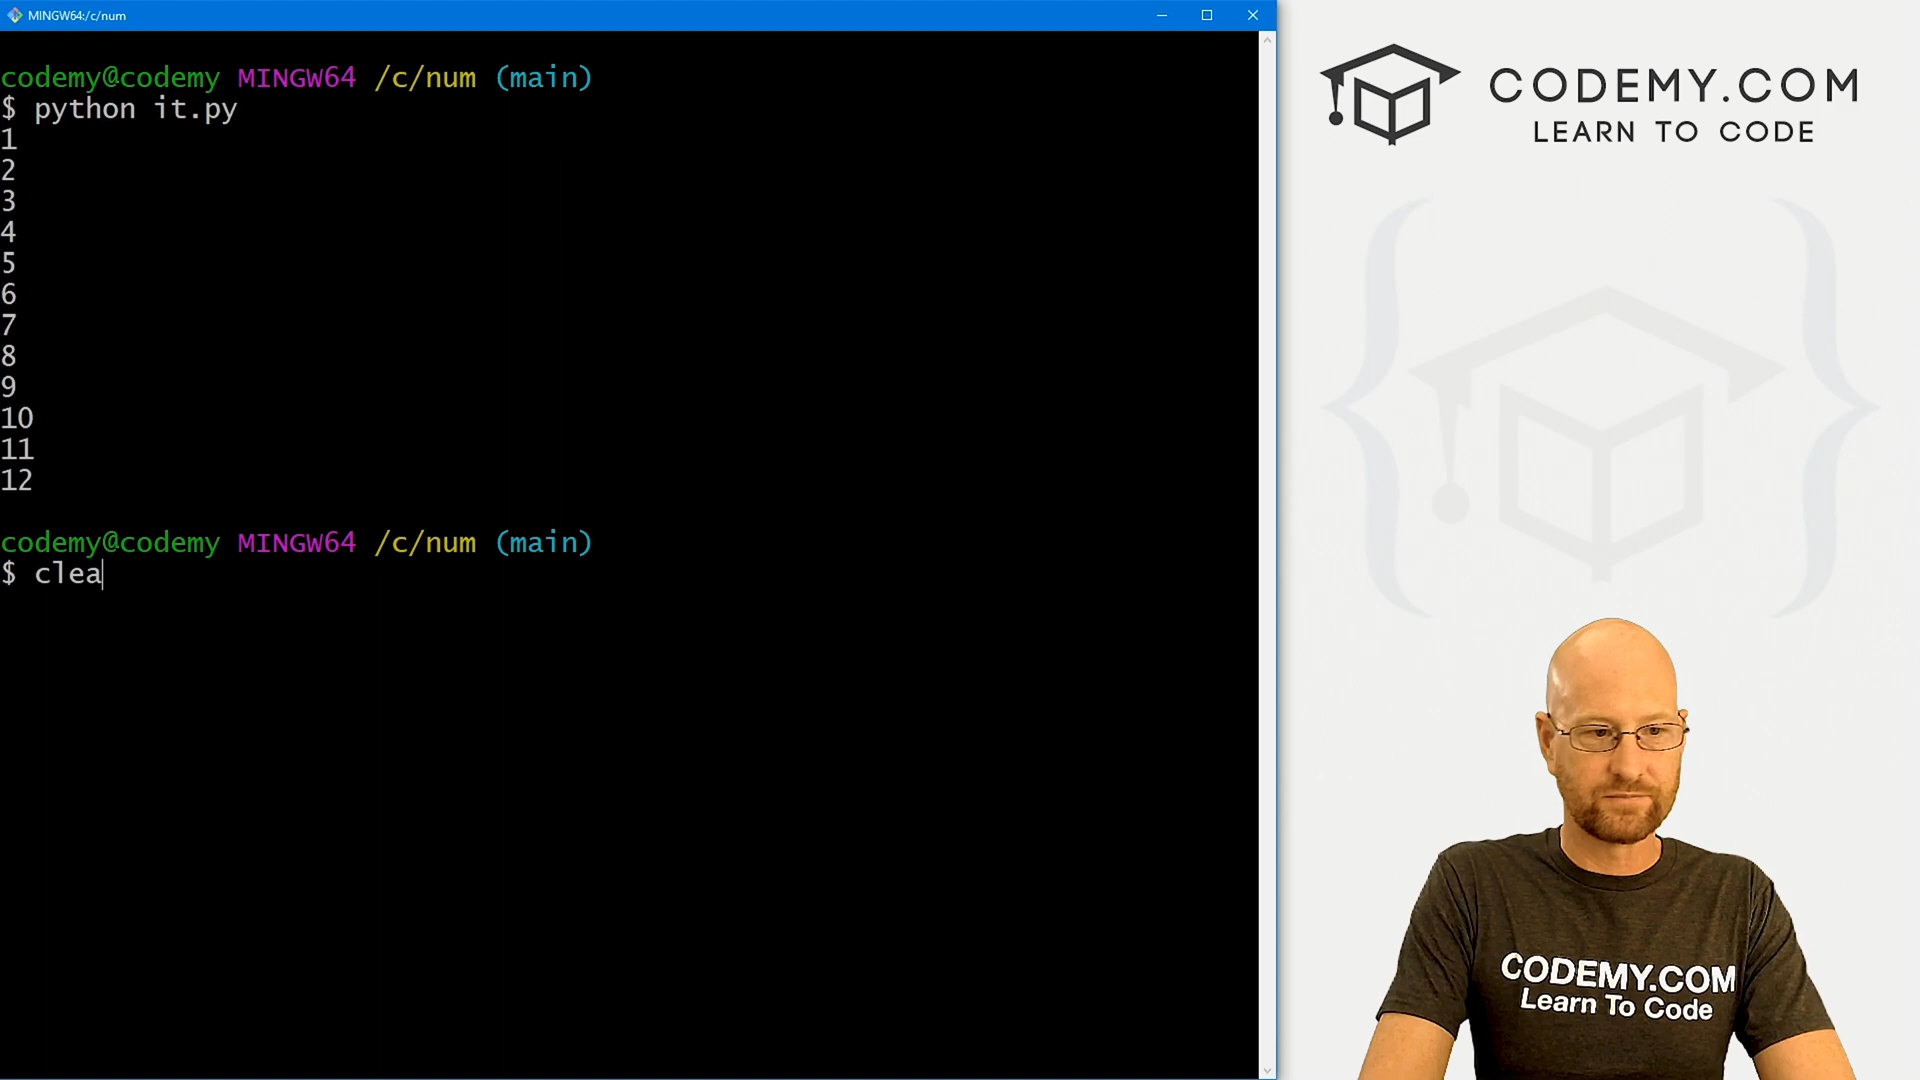 MINGW64:/c/num
codemy@codemy MINGW64 /c/num (main)
$ python it.py
1
2
3
4
5
6
7
8
9
10
11
12
codemy@codemy MINGW64 /c/num (main)
$ clea
CODEMY.COM
LEARN TO CODE
CODEMY.COM
Learn To Code